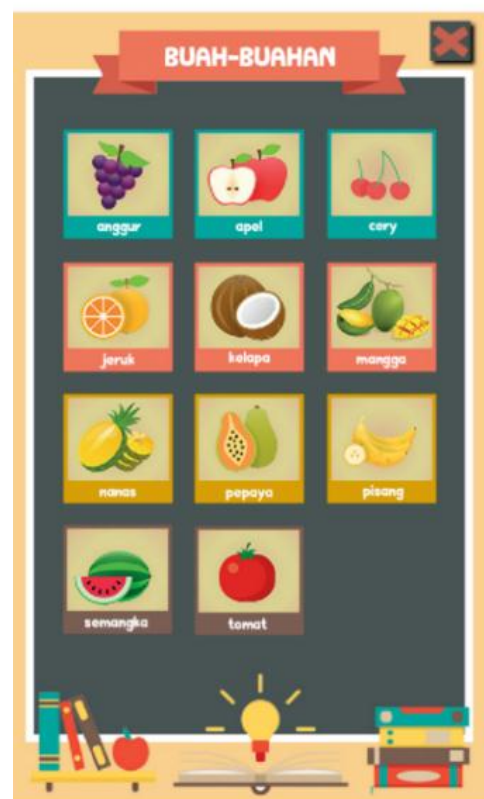 BUAH-BUAHAN
anggur apel cery
jeruk kelapa mangga
nanas pepaya pisang
semangka tomat